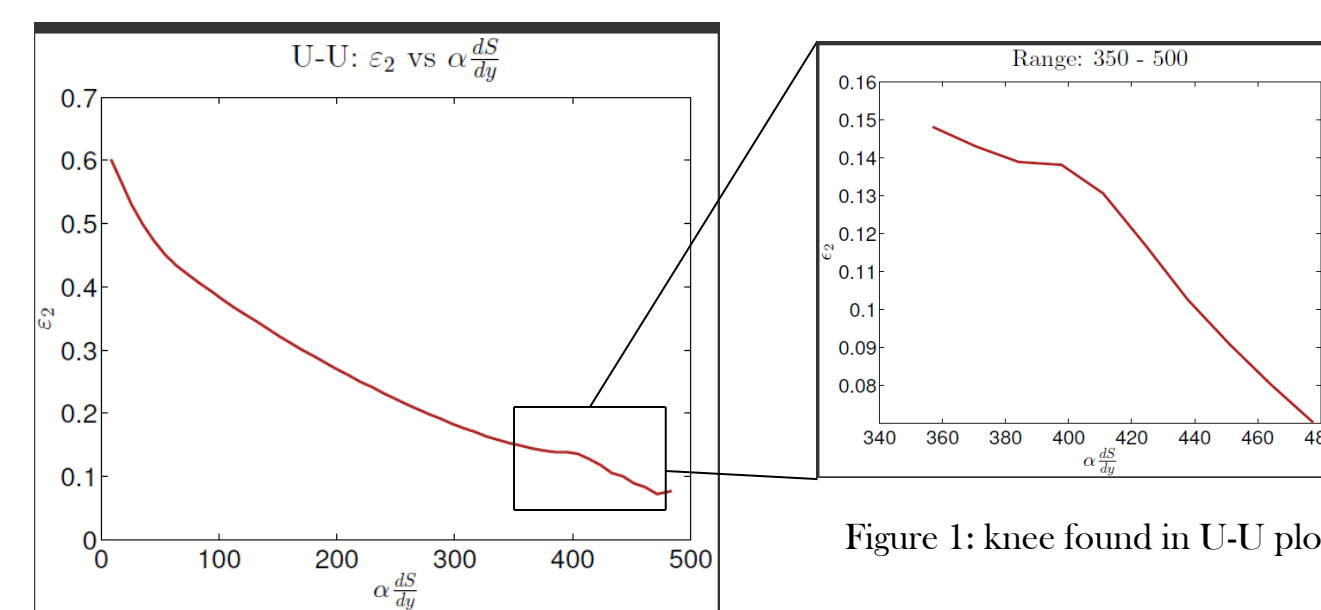 U-U: ε₂ vs α dS/dy
0.7
0.6
0.5
0.4
0.3
0.2
0.1
0
ε₂
0 100 200 300 400 500
α dS/dy
Range: 350 - 500
0.16
0.15
0.14
0.13
0.12
0.11
0.1
0.09
0.08
ϵ₂
340 360 380 400 420 440 460 48
α dS/dy
Figure 1: knee found in U-U plo